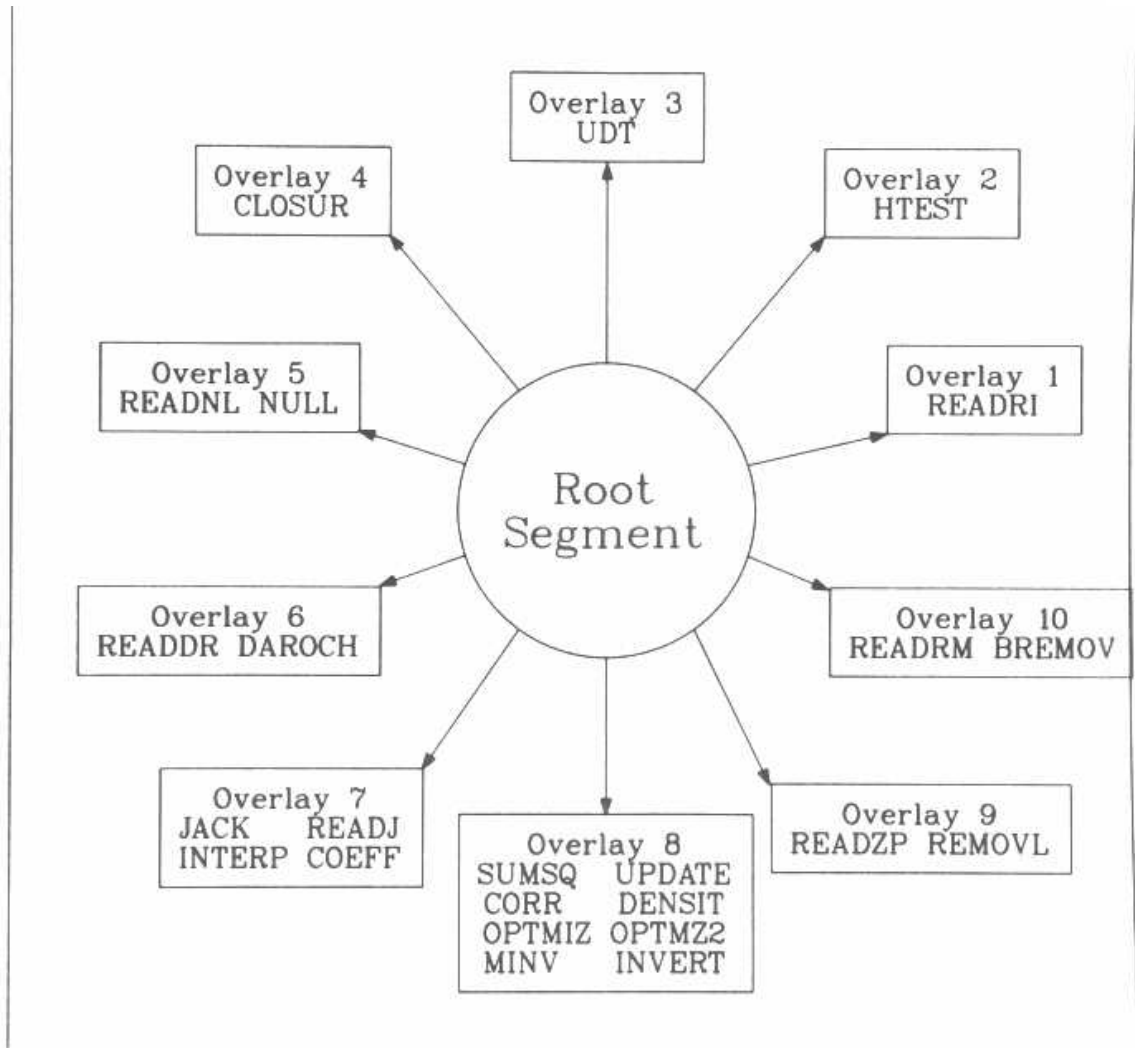 Overlay 3
UDT
Overlay 4
CLOSUR
Overlay 2
HTEST
Overlay 5
READNL NULL
Overlay 1
READRI
Root
Segment
Overlay 6
READDR DAROCH
Overlay 10
READRM BREMOV
Overlay 7
JACK READJ
INTERP COEFF
Overlay 8
SUMSQ UPDATE
CORR DENSIT
OPTMIZ OPTMZ2
MINV INVERT
Overlay 9
READZP REMOVL